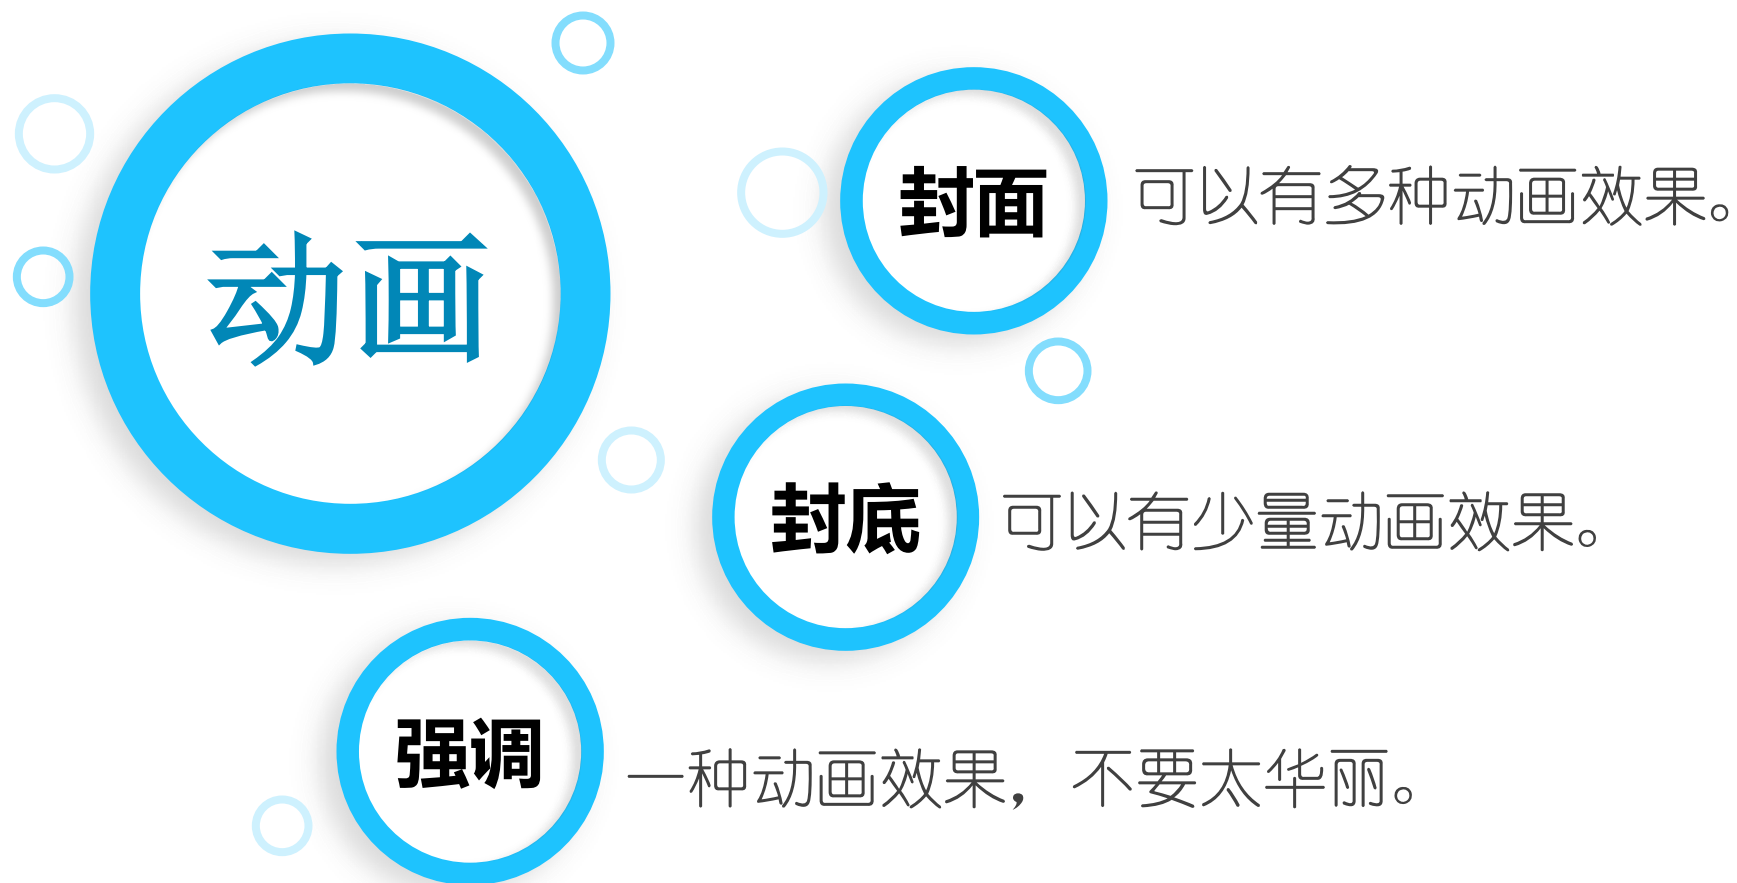 动画
封面
可以有多种动画效果。
封底
可以有少量动画效果。
强调
一种动画效果，不要太华丽。